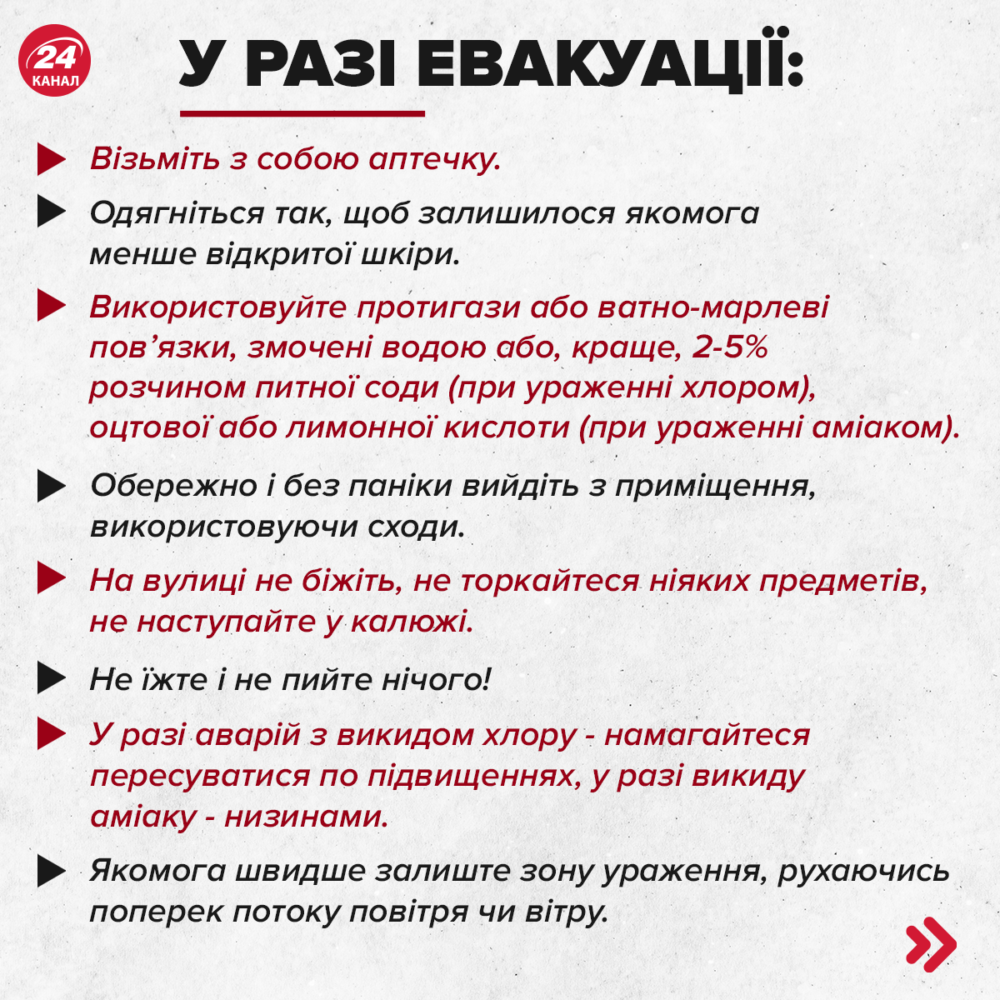 24
КАНАЛ
У РАЗІ ЕВАКУАЦІЇ:
Візьміть з собою аптечку.
Одягніться так, щоб залишилося якомога
менше відкритої шкіри.
Використовуйте протигази або ватно-марлеві
пов’язки, змочені водою або, краще, 2-5%
розчином питної соди (при ураженні хлором),
оцтової або лимонної кислоти (при ураженні аміаком).
Обережно і без паніки вийдіть з приміщення,
використовуючи сходи.
На вулиці не біжіть, не торкайтеся ніяких предметів,
не наступайте у калюжі.
Не їжте і не пийте нічого!
У разі аварій з викидом хлору - намагайтеся
пересуватися по підвищеннях, у разі викиду
аміаку - низинами.
Якомога швидше залиште зону ураження, рухаючись
поперек потоку повітря чи вітру.